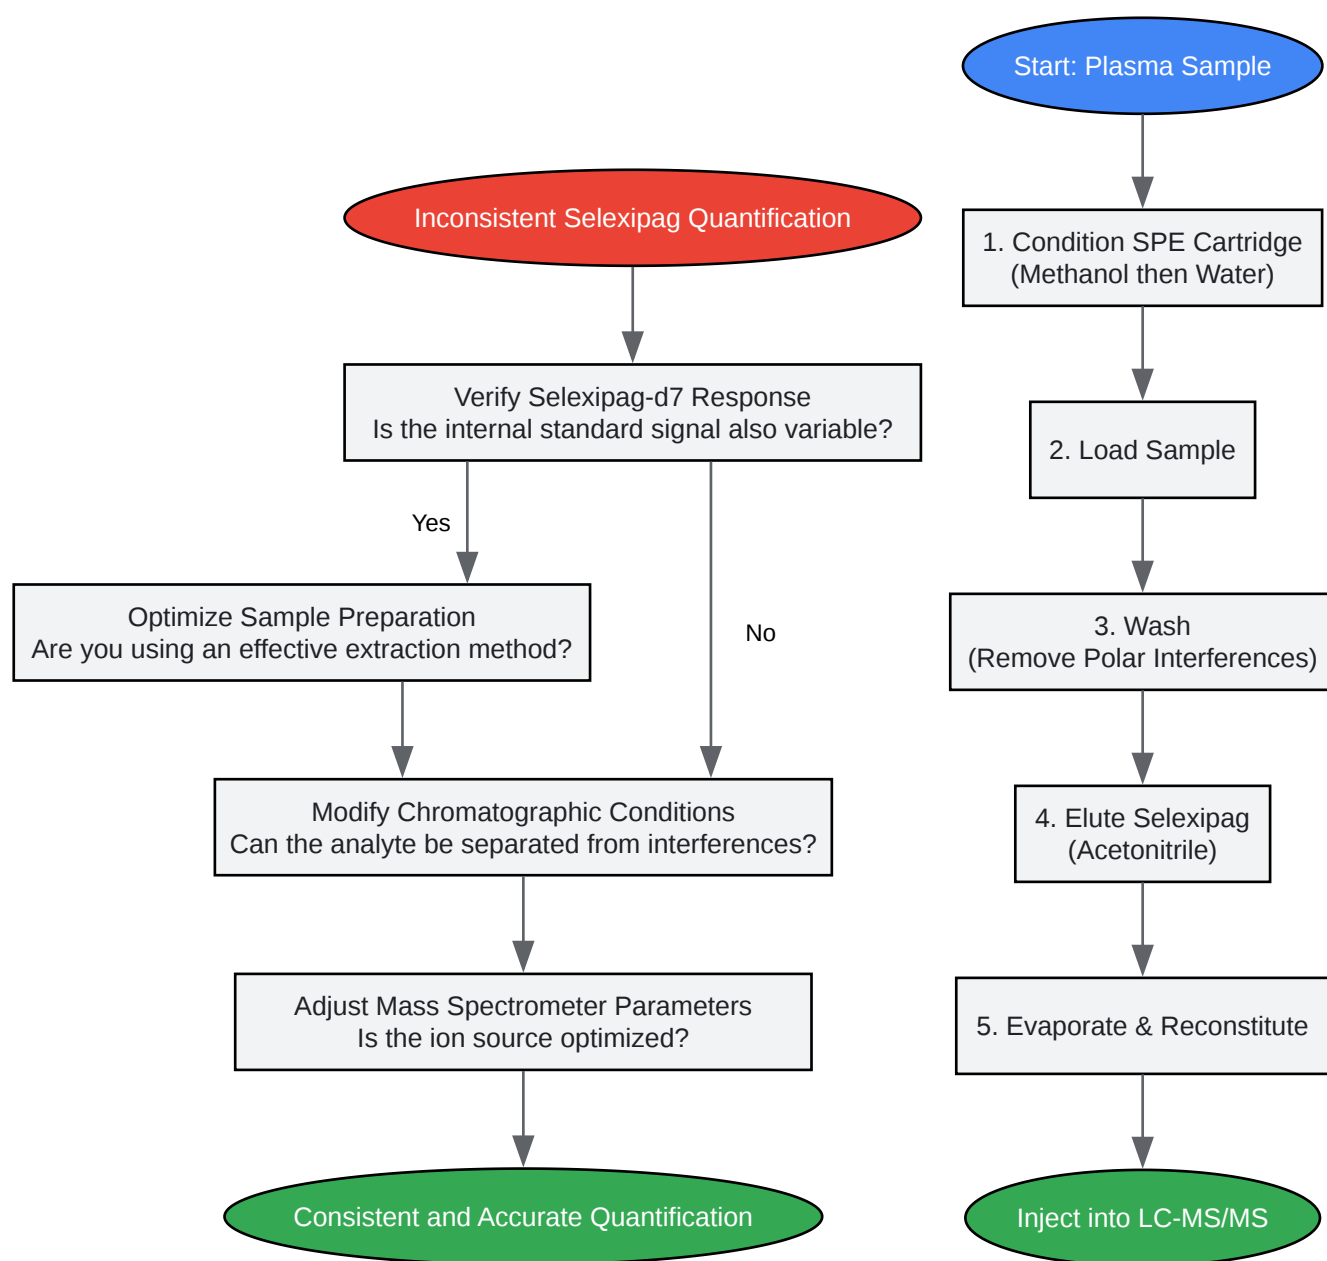 Inconsistent Selexipag Quantification
Verify Selexipag-d7 Response
Is the internal standard signal also variable?
Yes
No
Optimize Sample Preparation
Are you using an effective extraction method?
Modify Chromatographic Conditions
Can the analyte be separated from interferences?
Adjust Mass Spectrometer Parameters
Is the ion source optimized?
Consistent and Accurate Quantification
Start: Plasma Sample
1. Condition SPE Cartridge
(Methanol then Water)
2. Load Sample
3. Wash
(Remove Polar Interferences)
4. Elute Selexipag
(Acetonitrile)
5. Evaporate & Reconstitute
Inject into LC-MS/MS